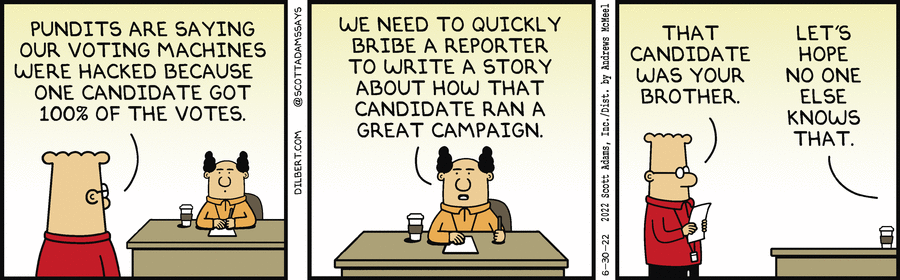 PUNDITS ARE SAYING
OUR VOTING MACHINES
WERE HACKED BECAUSE
ONE CANDIDATE GOT
100% OF THE VOTES.
DILBERT.COM @SCOTTADAMSSAYS
WE NEED TO QUICKLY
BRIBE A REPORTER
TO WRITE A STORY
ABOUT HOW THAT
CANDIDATE RAN A
GREAT CAMPAIGN.
6-30-22 2022 Scott Adams, Inc./Dist. by Andrews McMeel
THAT
CANDIDATE
WAS YOUR
BROTHER.
LET'S
HOPE
NO ONE
ELSE
KNOWS
THAT.